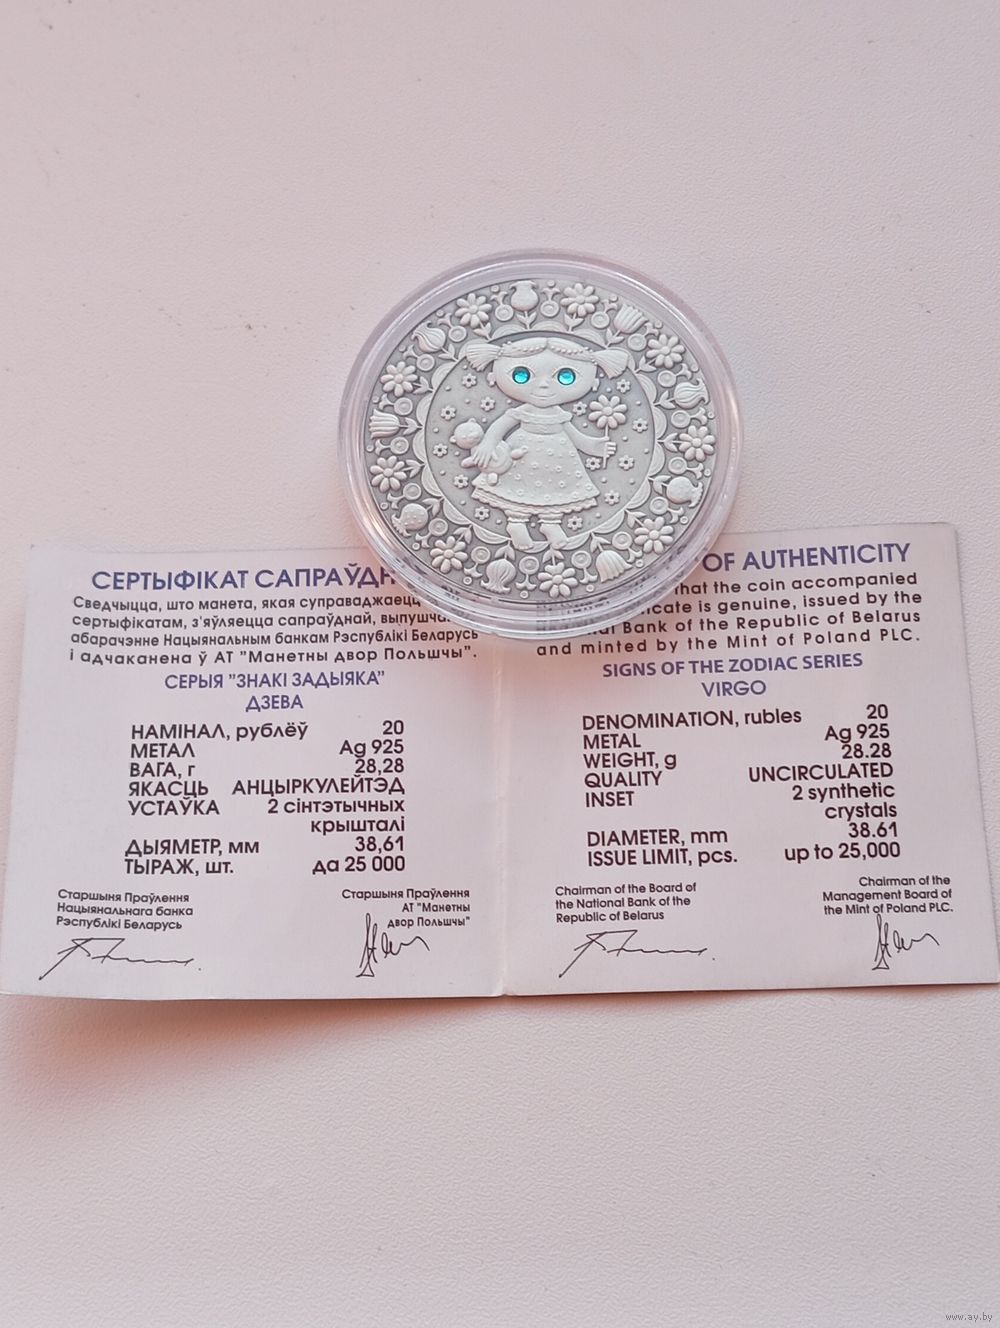 СЕРТЫФІКАТ
Сведчыцца, што манета, якая
сертыфікатам, з'яўляецца сапраўднай,
абарачэнне Нацыянальным банкам Рэспублікі Беларусь
і адчаканена ў АТ "Манетны двор Польшчы".
СЕРЫЯ "ЗНАКІ ЗАДЫЯКА"
ДЗЕВА
НАМІНАЛ, рублёў 20
МЕТАЛ Ag 925
ВАГА, г 28,28
ЯКАСЦЬ АНЦЫРКУЛЕЙТЭД
УСТАЎКА 2 сінтэтычных
крышталі
ДЫЯМЕТР, мм 38,61
ТЫРАЖ, шт. да 25 000
Старшыня Праўлення
Нацыянальнага банка
Рэспублікі Беларусь
Старшыня Праўлення
АТ "Манетны
двор Польшчы"
OF AUTHENTICITY
that the coin accompanied
is genuine, issued by the
Bank of the Republic of Belarus
and minted by the Mint of Poland PLC.
SIGNS OF THE ZODIAC SERIES
VIRGO
DENOMINATION, rubles 20
METAL Ag 925
WEIGHT, g 28.28
QUALITY UNCIRCULATED
INSET 2 synthetic
crystals
DIAMETER, mm 38.61
ISSUE LIMIT, pcs. up to 25,000
Chairman of the Board of
the National Bank of the
Republic of Belarus
Chairman of the
Management Board of
the Mint of Poland PLC.
www.ay.by